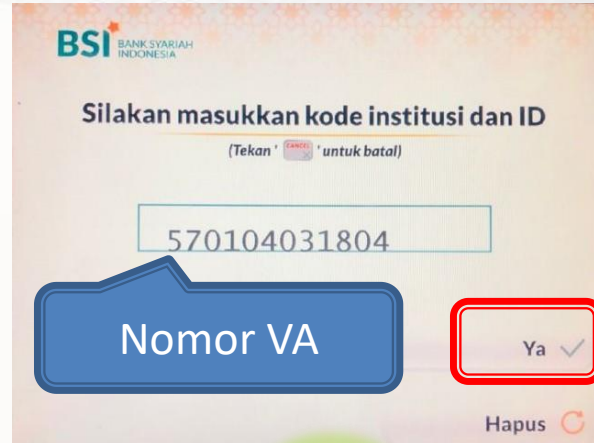 BSI BANK SYARIAH
INDONESIA
Silakan masukkan kode institusi dan ID
(Tekan ' CANCEL ' untuk batal)
570104031804
Nomor VA
Ya
Hapus